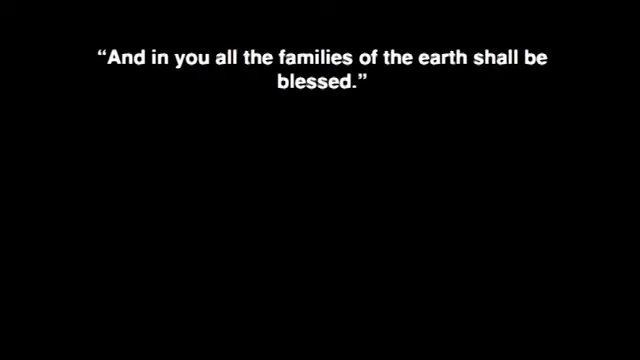 “And in you all the families of the earth shall be
blessed.”